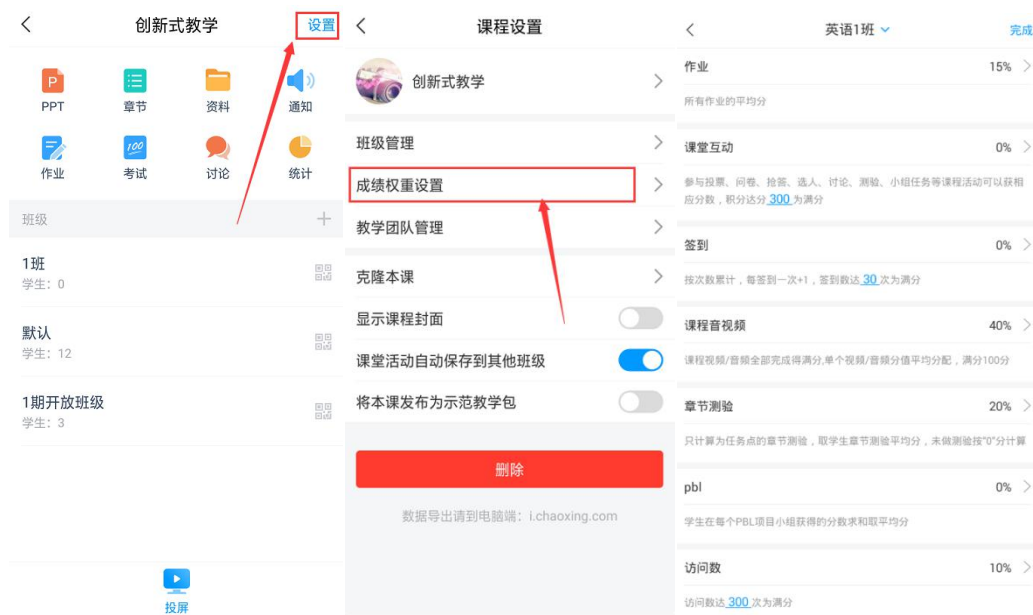 创新式教学
设置
P
PPT
章节
资料
通知
作业
100
考试
讨论
统计
班级
1班
学生：0
默认
学生：12
1期开放班级
学生：3
投屏
课程设置
创新式教学
班级管理
成绩权重设置
教学团队管理
克隆本课
显示课程封面
课堂活动自动保存到其他班级
将本课发布为示范教学包
删除
数据导出请到电脑端：i.chaoxing.com
英语1班
完成
作业 15%
所有作业的平均分
课堂互动 0%
参与投票、问卷、抢答、选人、讨论、测验、小组任务等课程活动可以获相
应分数，积分达分 300 为满分
签到 0%
按次数累计，每签到一次+1，签到数达 30 次为满分
课程音视频 40%
课程视频/音频全部完成得满分,单个视频/音频分值平均分配，满分100分
章节测验 20%
只计算为任务点的章节测验，取学生章节测验平均分，未做测验按"0"分计算
pbl 0%
学生在每个PBL项目小组获得的分数求和取平均分
访问数 10%
访问数达 300 次为满分